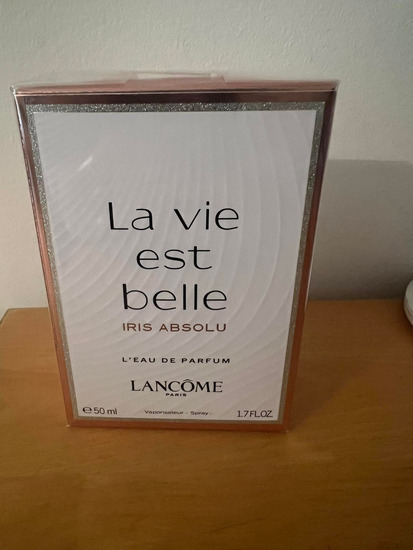 La vie
est
belle
IRIS ABSOLU
L'EAU DE PARFUM
LANCÔME
PARIS
℮50 ml Vaporisateur - Spray 1.7 FL.OZ.